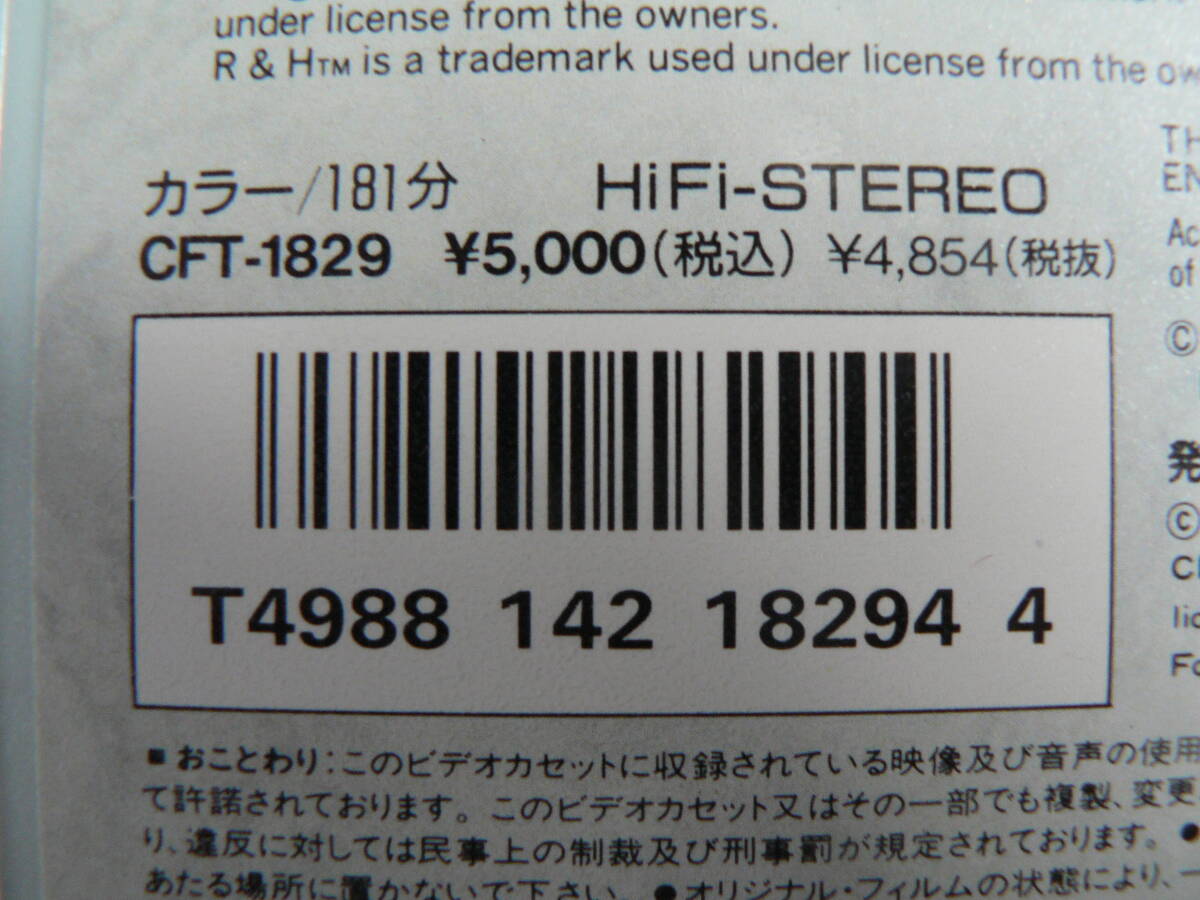 under license from the owners.
R & HTM is a trademark used under license from the
カラー/181分 HiFi-STEREO
CFT-1829 ¥5,000(税込) ¥4,854(税抜)
T4988 142 18294 4
■おことわり:このビデオカセットに収録されている映像及び音声の使用
て許諾されております。このビデオカセット又はその一部でも複製、変更
り、違反に対しては民事上の制裁及び刑事罰が規定されております。●
あたる場所に置かないで下さい。●オリジナル・フィルムの状態により、一
TH
EN
Ac
of
Ⓒ
発
©
lic
Fo